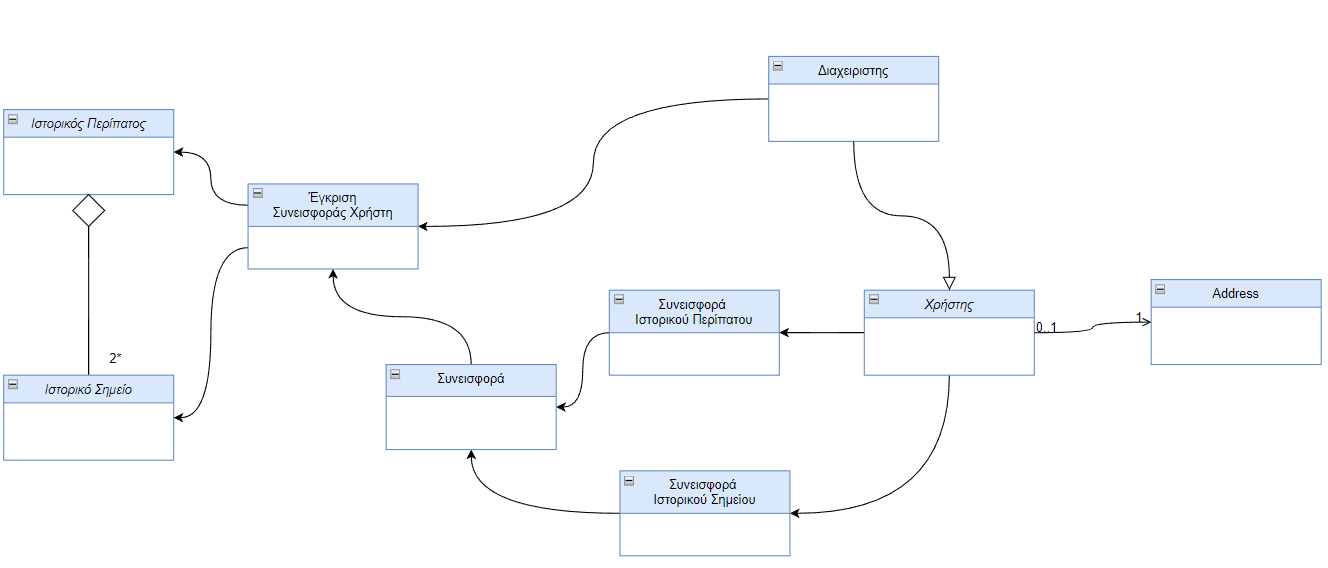 Διαχειριστης
Ιστορικός Περίπατος
Έγκριση
Συνεισφοράς Χρήστη
Συνεισφορά
Ιστορικού Περίπατου
Χρήστης
Address
0..1
1
2*
Ιστορικό Σημείο
Συνεισφορά
Συνεισφορά
Ιστορικού Σημείου